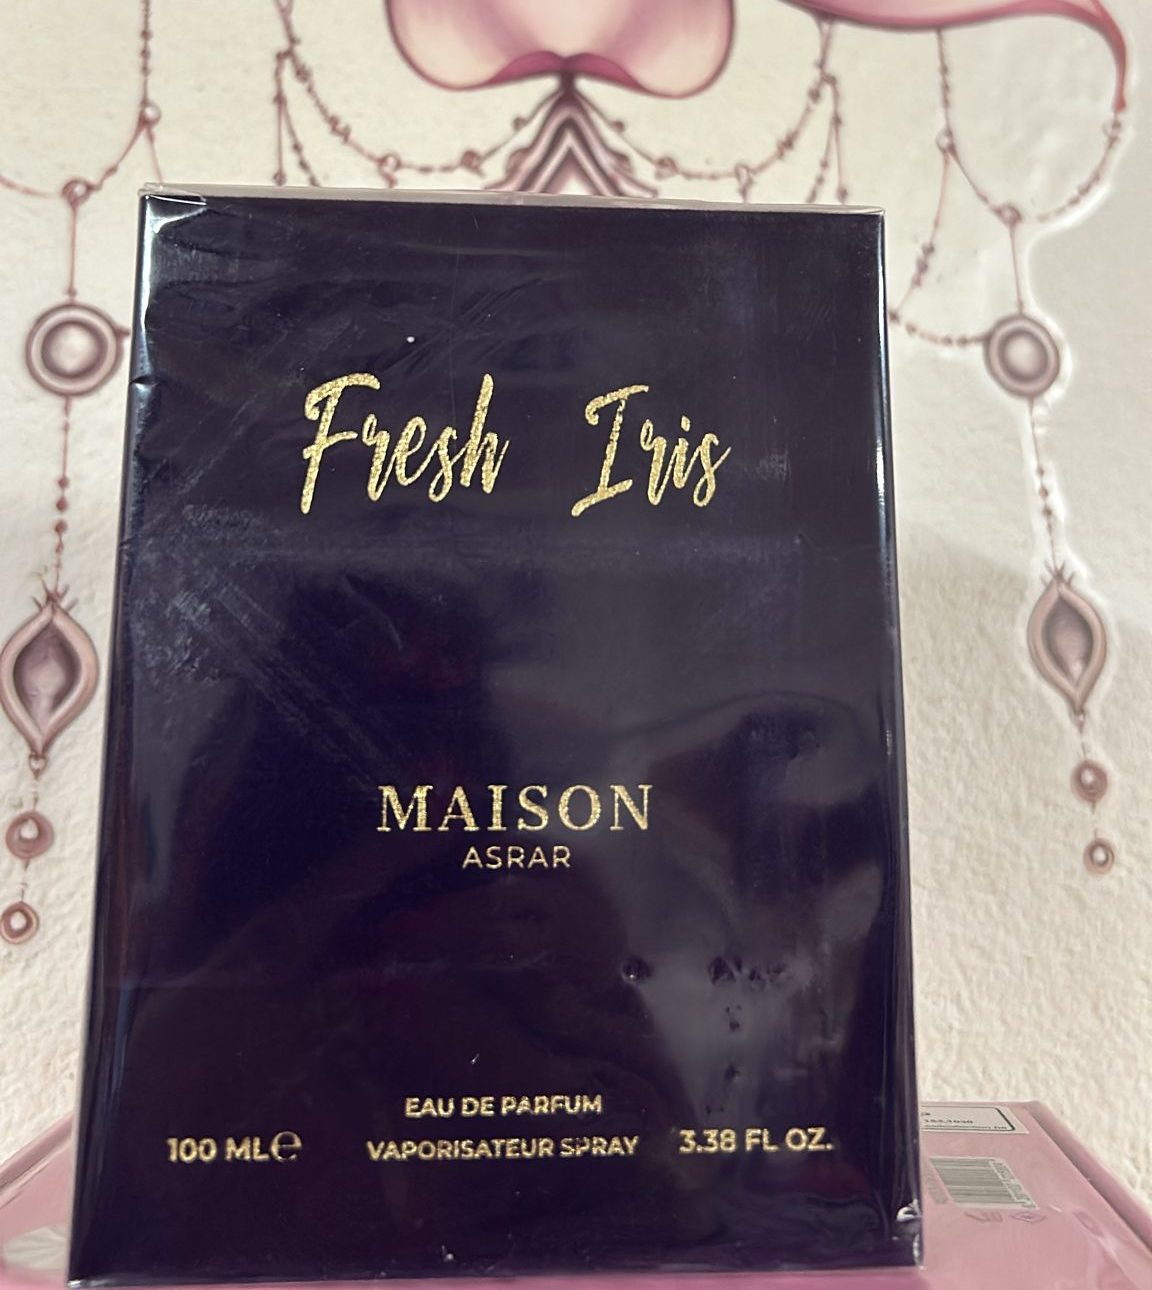 Fresh Iris
MAISON
ASRAR
EAU DE PARFUM
100 ML℮ VAPORISATEUR SPRAY 3.38 FL OZ.